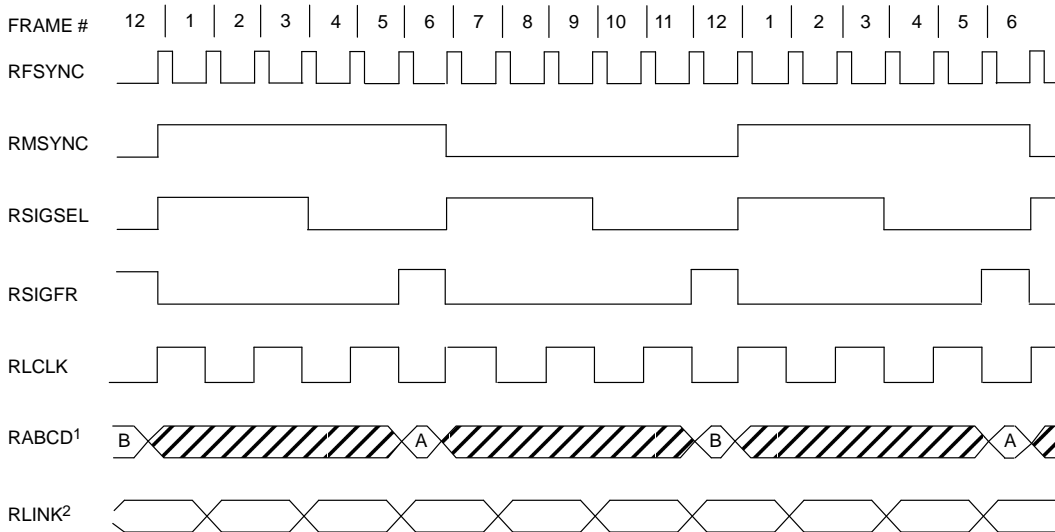 FRAME # 12 1 2 3 4 5 6 7 8 9 10 11 12 1 2 3 4 5 6
RFSYNC
RMSYNC
RSIGSEL
RSIGFR
RLCLK
RABCD1 B A B A
RLINK2